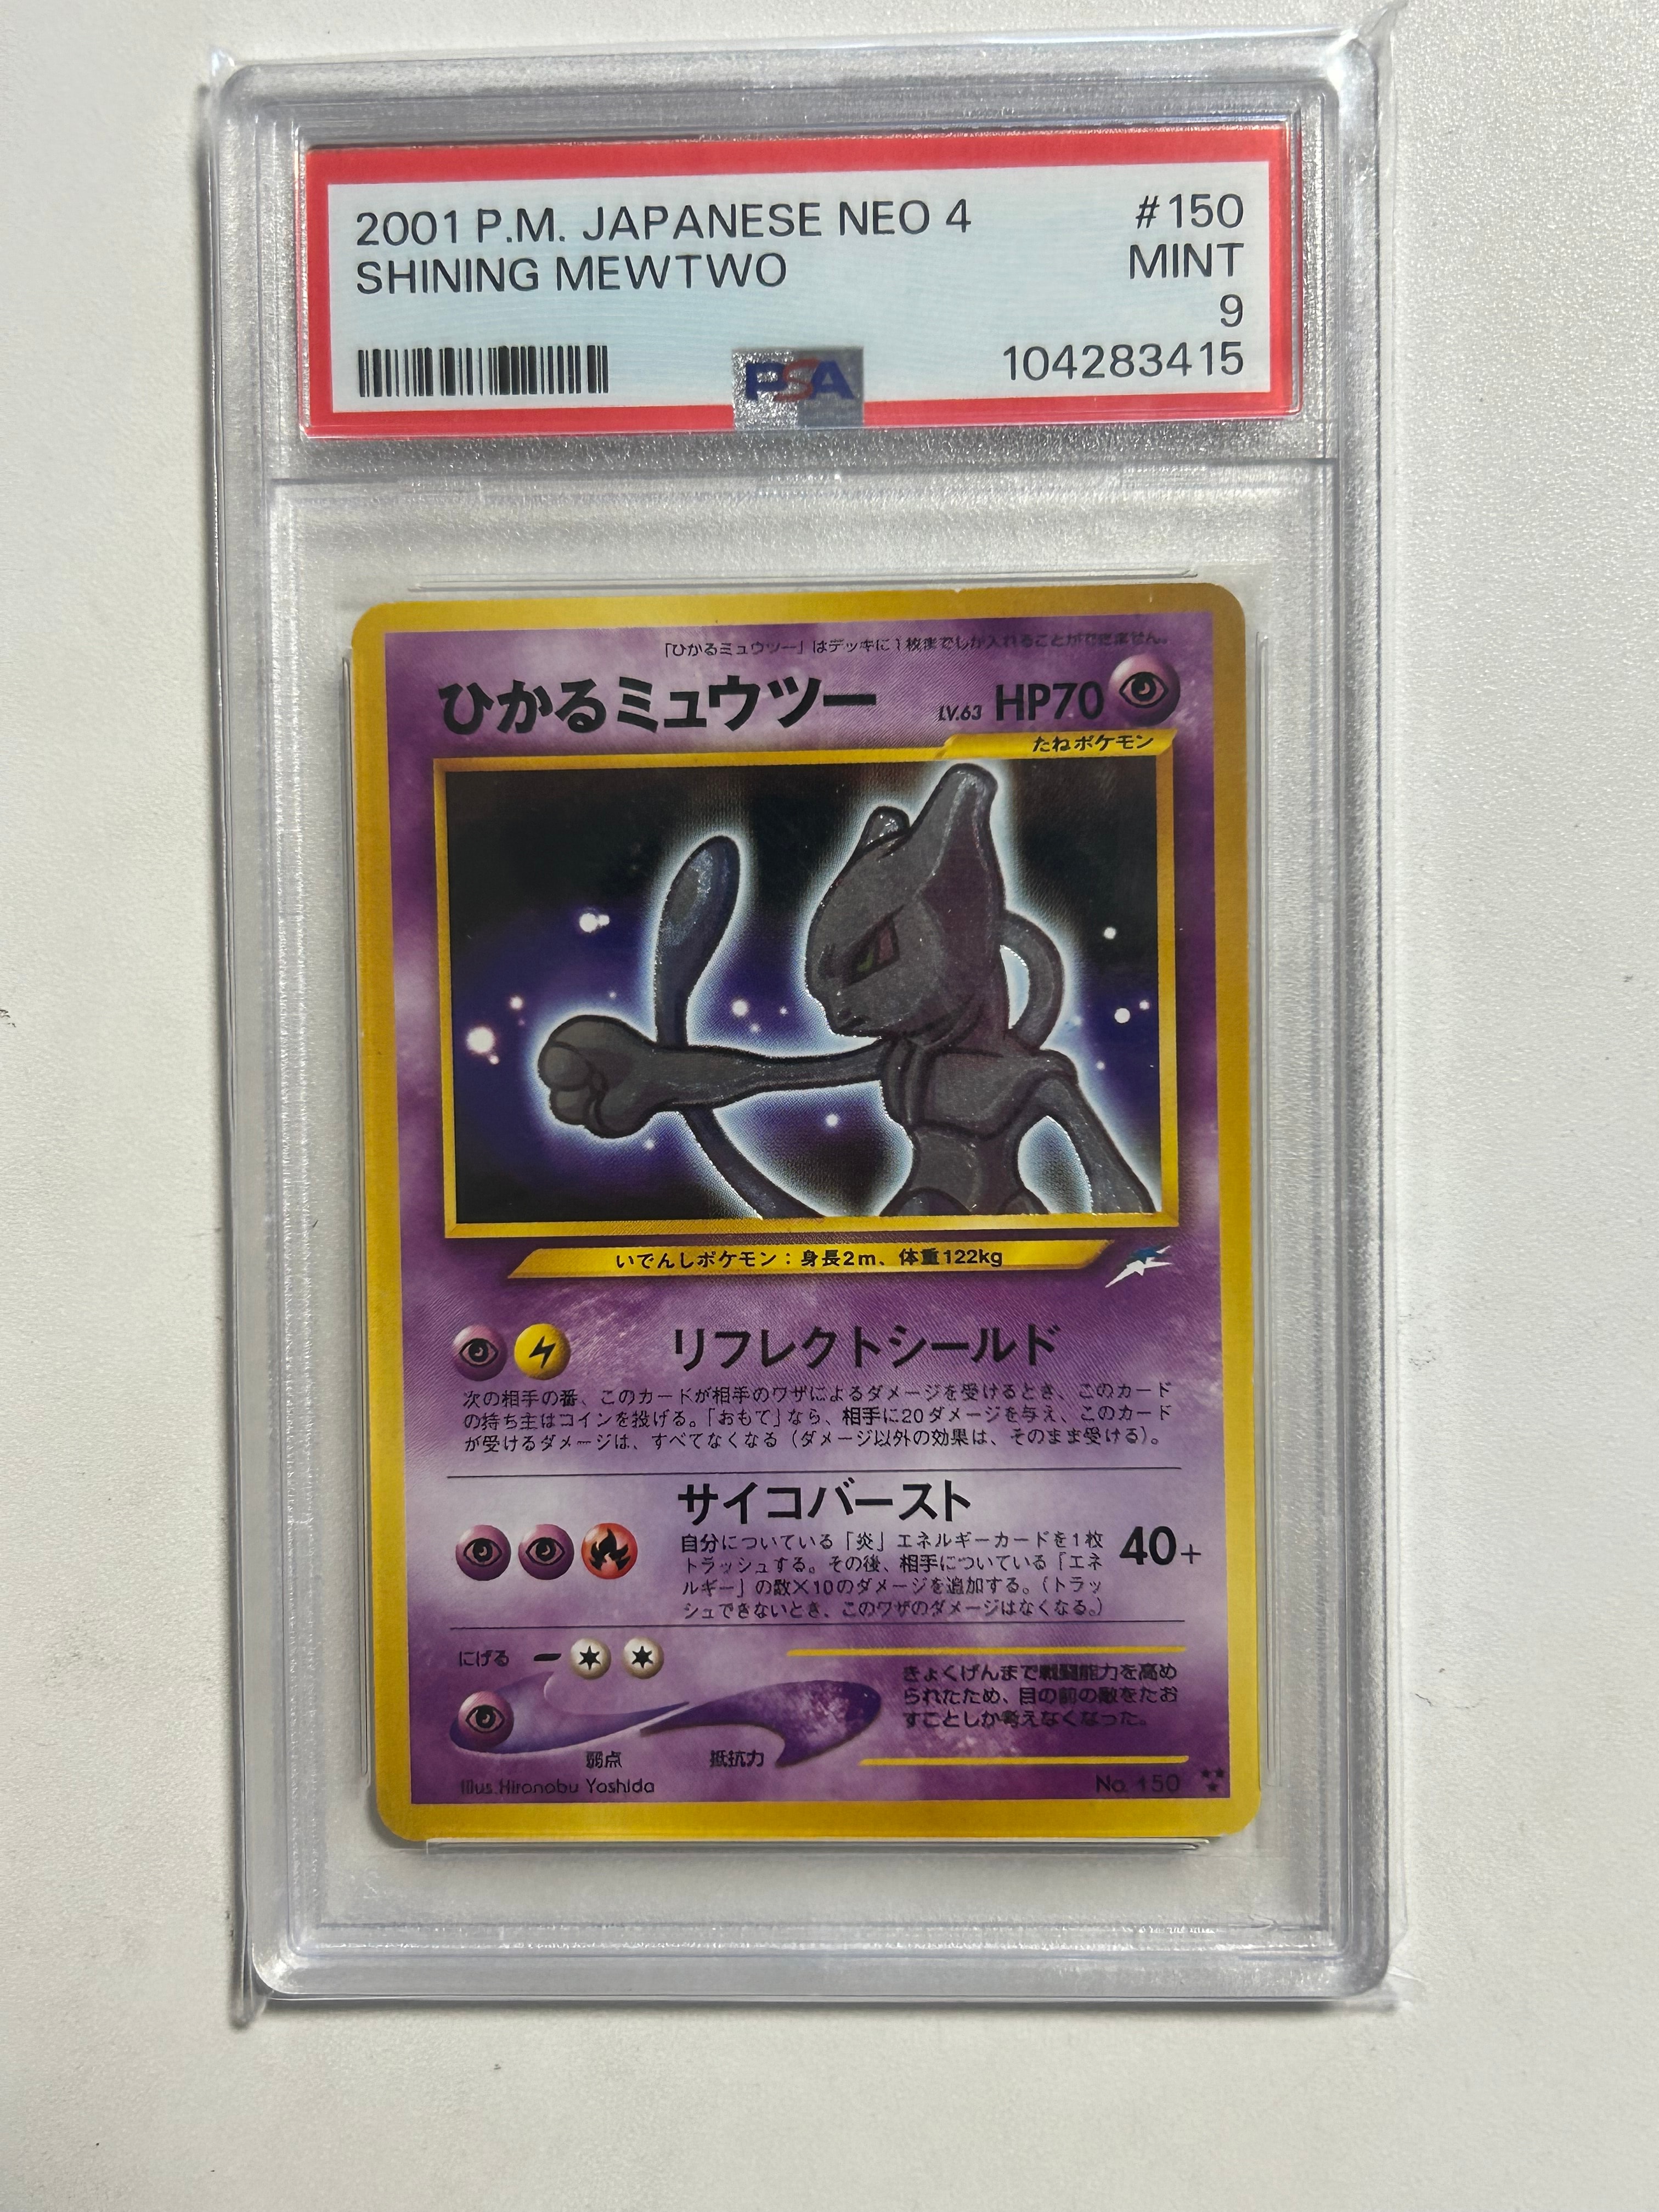 2001 P.M. JAPANESE NEO 4 #150
SHINING MEWTWO MINT
9
PSA 104283415
「ひかるミュウツー」はデッキに1枚までしか入れることができません。
ひかるミュウツー LV.63 HP70
たねポケモン
いでんしポケモン：身長2m、体重122kg
リフレクトシールド
次の相手の番、このカードが相手のワザによるダメージを受けるとき、このカード
の持ち主はコインを投げる。「おもて」なら、相手に20ダメージを与え、このカード
が受けるダメージは、すべてなくなる（ダメージ以外の効果は、そのまま受ける）。
サイコバースト
自分についている「炎」エネルギーカードを1枚 40+
トラッシュする。その後、相手についている「エネ
ルギー」の数×10のダメージを追加する。（トラッ
シュできないとき、このワザのダメージはなくなる。）
にげる
きょくげんまで戦闘能力を高め
られたため、目の前の敵をたお
すことしか考えなくなった。
弱点 抵抗力
Illus.Hironobu Yoshida No. 150